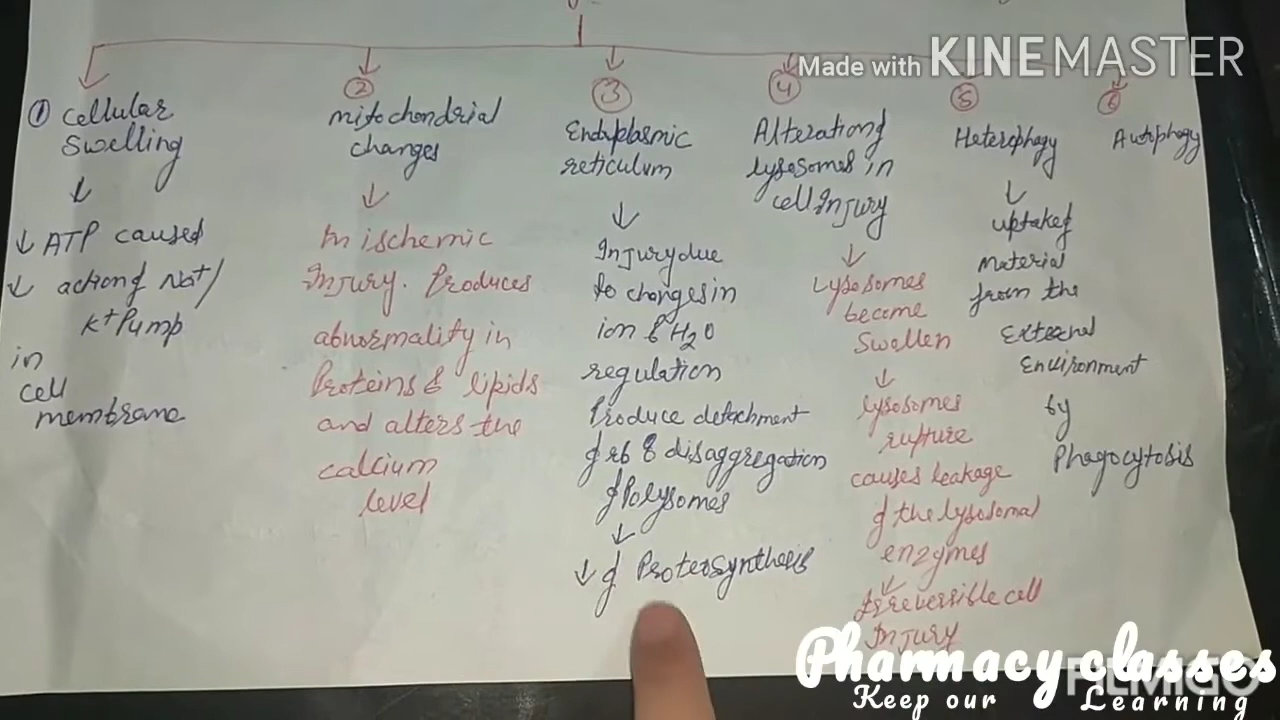 Made with KINEMASTER
① Cellular
Swelling
↓
↓ ATP caused
↓ action of Na+/
K+ Pump
in
cell
membrane
②
mitochondrial
changes
↓
In ischemic
Injury. Produces
abnormality in
Proteins & lipids
and alters the
calcium
level
③
Endoplasmic
reticulum
↓
Injury due
to changes in
ion & H2O
regulation
Produce detachment
of rb & disaggregation
of Polysomes
↓
↓ of
④
Alteration of
lysosomes in
cell Injury
↓
Lysosomes
become
Swellen
↓
lysosomes
rupture
causes leakage
of the lysosomal
enzymes
↓
Irreversible cell
Injury
⑤
Heterophagy
↓
uptake of
Material
from the
External
Environment
by
Phagocytosis
⑥
Autophagy
Pharmacy classes
Keep our Learning
FILMIGO